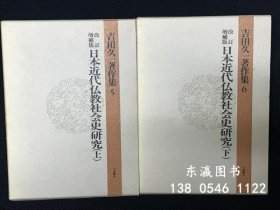 吉田久一著作集 5
改訂増補版 日本近代仏教社会史研究(上)
吉田久一著作集 6
改訂増補版 日本近代仏教社会史研究(下)
东瀛图书
138 0546 1122